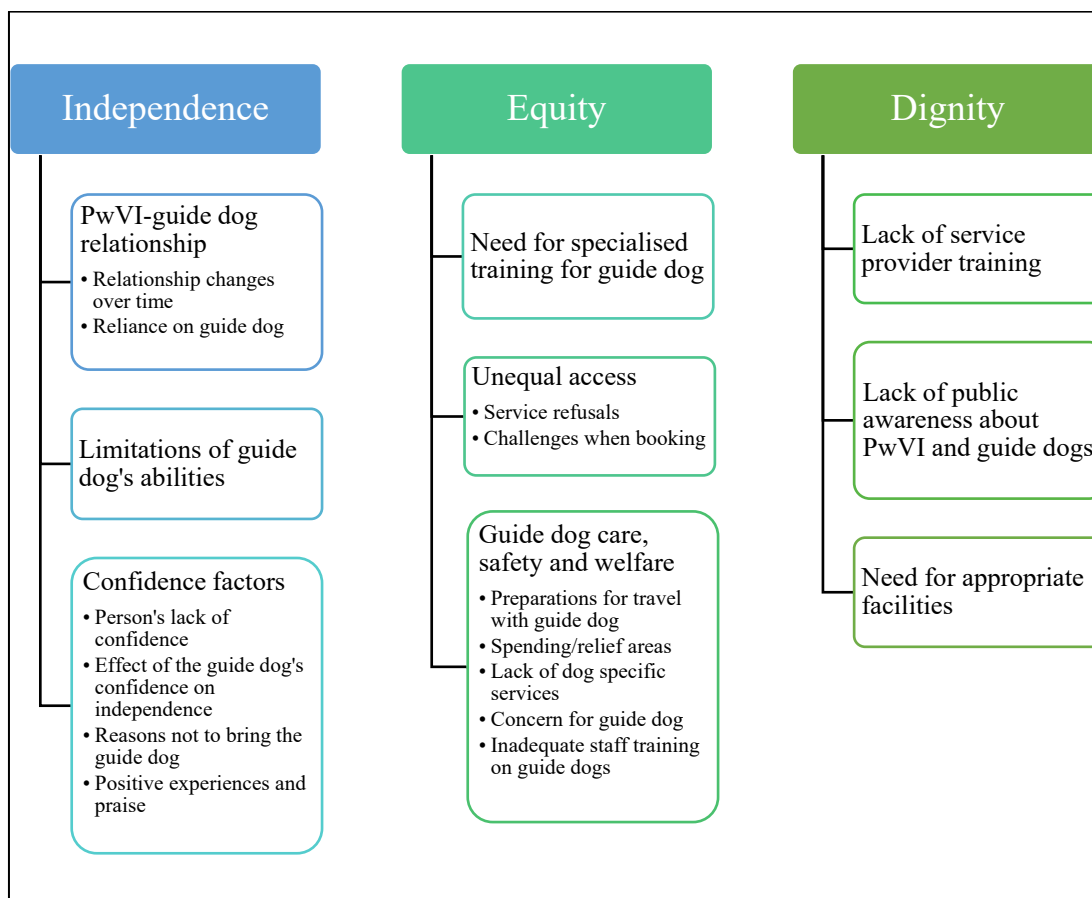 Independence
PwVI-guide dog
relationship
• Relationship changes
over time
• Reliance on guide dog
Limitations of guide
dog's abilities
Confidence factors
• Person's lack of
confidence
• Effect of the guide dog's
confidence on
independence
• Reasons not to bring the
guide dog
• Positive experiences and
praise
Equity
Need for specialised
training for guide dog
Unequal access
• Service refusals
• Challenges when booking
Guide dog care,
safety and welfare
• Preparations for travel
with guide dog
• Spending/relief areas
• Lack of dog specific
services
• Concern for guide dog
• Inadequate staff training
on guide dogs
Dignity
Lack of service
provider training
Lack of public
awareness about
PwVI and guide dogs
Need for appropriate
facilities